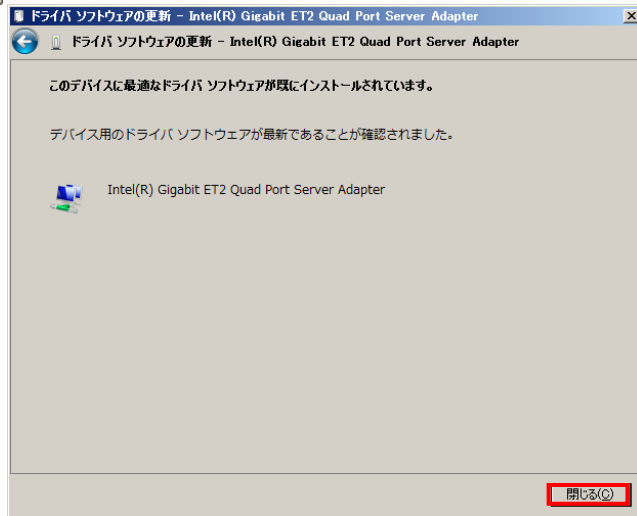 ドライバ ソフトウェアの更新 - Intel(R) Gigabit ET2 Quad Port Server Adapter
ドライバ ソフトウェアの更新 - Intel(R) Gigabit ET2 Quad Port Server Adapter
このデバイスに最適なドライバ ソフトウェアが既にインストールされています。
デバイス用のドライバ ソフトウェアが最新であることが確認されました。
Intel(R) Gigabit ET2 Quad Port Server Adapter
閉じる(C)